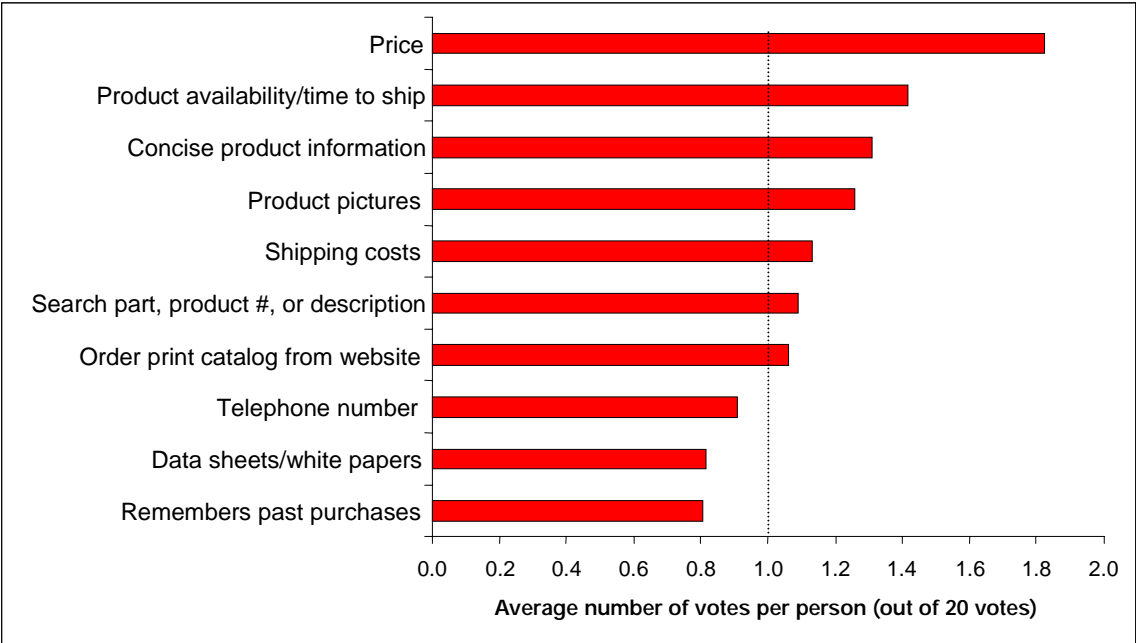 Price
Product availability/time to ship
Concise product information
Product pictures
Shipping costs
Search part, product #, or description
Order print catalog from website
Telephone number
Data sheets/white papers
Remembers past purchases
0.0 0.2 0.4 0.6 0.8 1.0 1.2 1.4 1.6 1.8 2.0
Average number of votes per person (out of 20 votes)